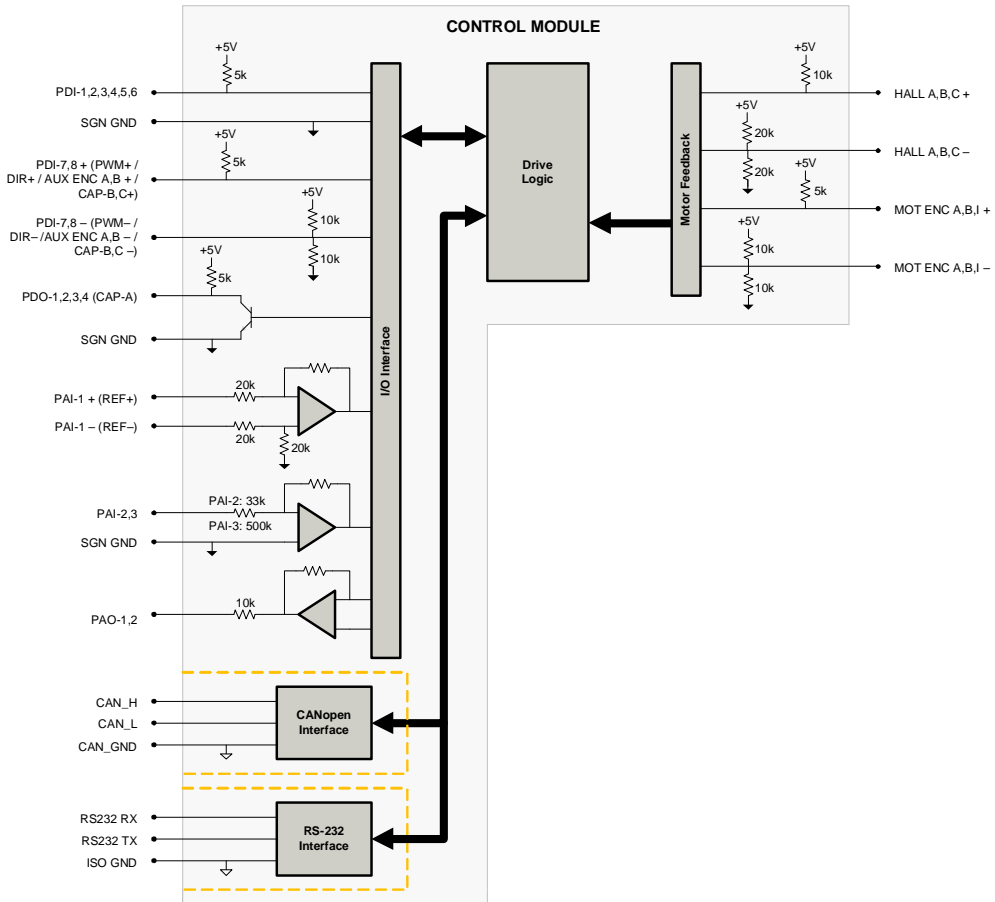 CONTROL MODULE
+5V
5k
PDI-1,2,3,4,5,6
SGN GND
+5V
5k
PDI-7,8 + (PWM+ /
DIR+ / AUX ENC A,B + /
CAP-B,C+)
+5V
10k
10k
PDI-7,8 – (PWM– /
DIR– /AUX ENC A,B – /
CAP-B,C –)
+5V
5k
PDO-1,2,3,4 (CAP-A)
SGN GND
20k
PAI-1 + (REF+)
PAI-1 – (REF–)
20k
20k
PAI-2: 33k
PAI-2,3
PAI-3: 500k
SGN GND
10k
PAO-1,2
I/O Interface
Drive
Logic
Motor Feedback
+5V
10k
HALL A,B,C +
+5V
20k
HALL A,B,C –
20k
+5V
5k
MOT ENC A,B,I +
+5V
10k
MOT ENC A,B,I –
10k
CAN_H
CAN_L
CAN_GND
CANopen
Interface
RS232 RX
RS232 TX
ISO GND
RS-232
Interface